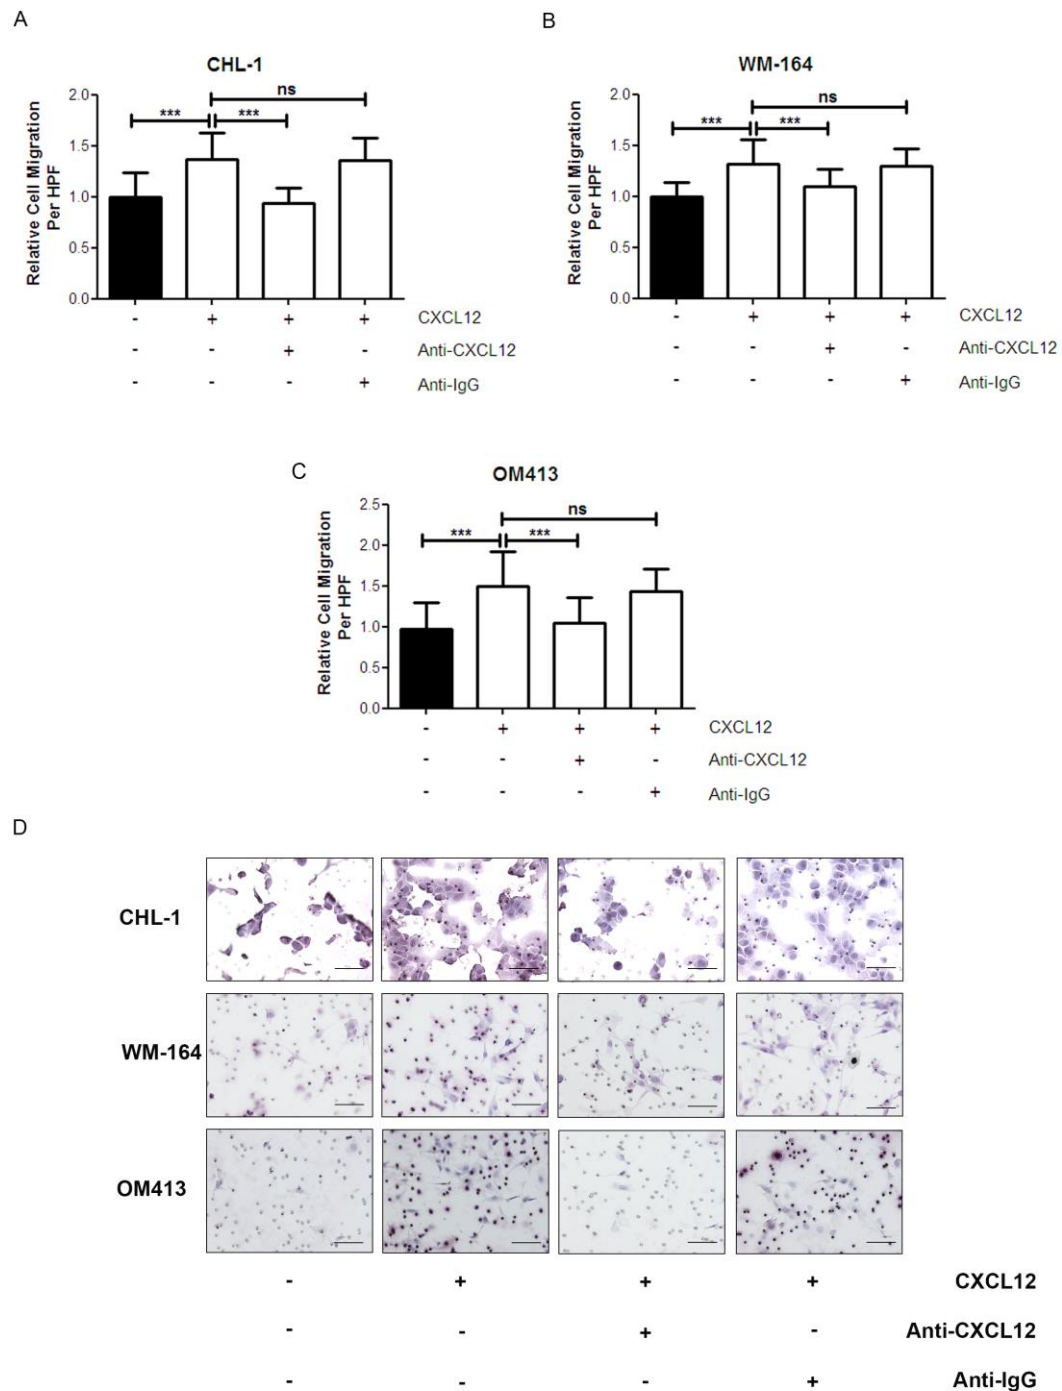 A
CHL-1
Relative Cell Migration
Per HPF
2.0
1.5
1.0
0.5
0.0
*** *** ns
- + + + CXCL12
- - + - Anti-CXCL12
- - - + Anti-IgG
B
WM-164
Relative Cell Migration
Per HPF
2.0
1.5
1.0
0.5
0.0
*** *** ns
- + + + CXCL12
- - + - Anti-CXCL12
- - - + Anti-IgG
C
OM413
Relative Cell Migration
Per HPF
2.5
2.0
1.5
1.0
0.5
0.0
*** *** ns
- + + + CXCL12
- - + - Anti-CXCL12
- - - + Anti-IgG
D
CHL-1
WM-164
OM413
- + + + CXCL12
- - + - Anti-CXCL12
- - - + Anti-IgG